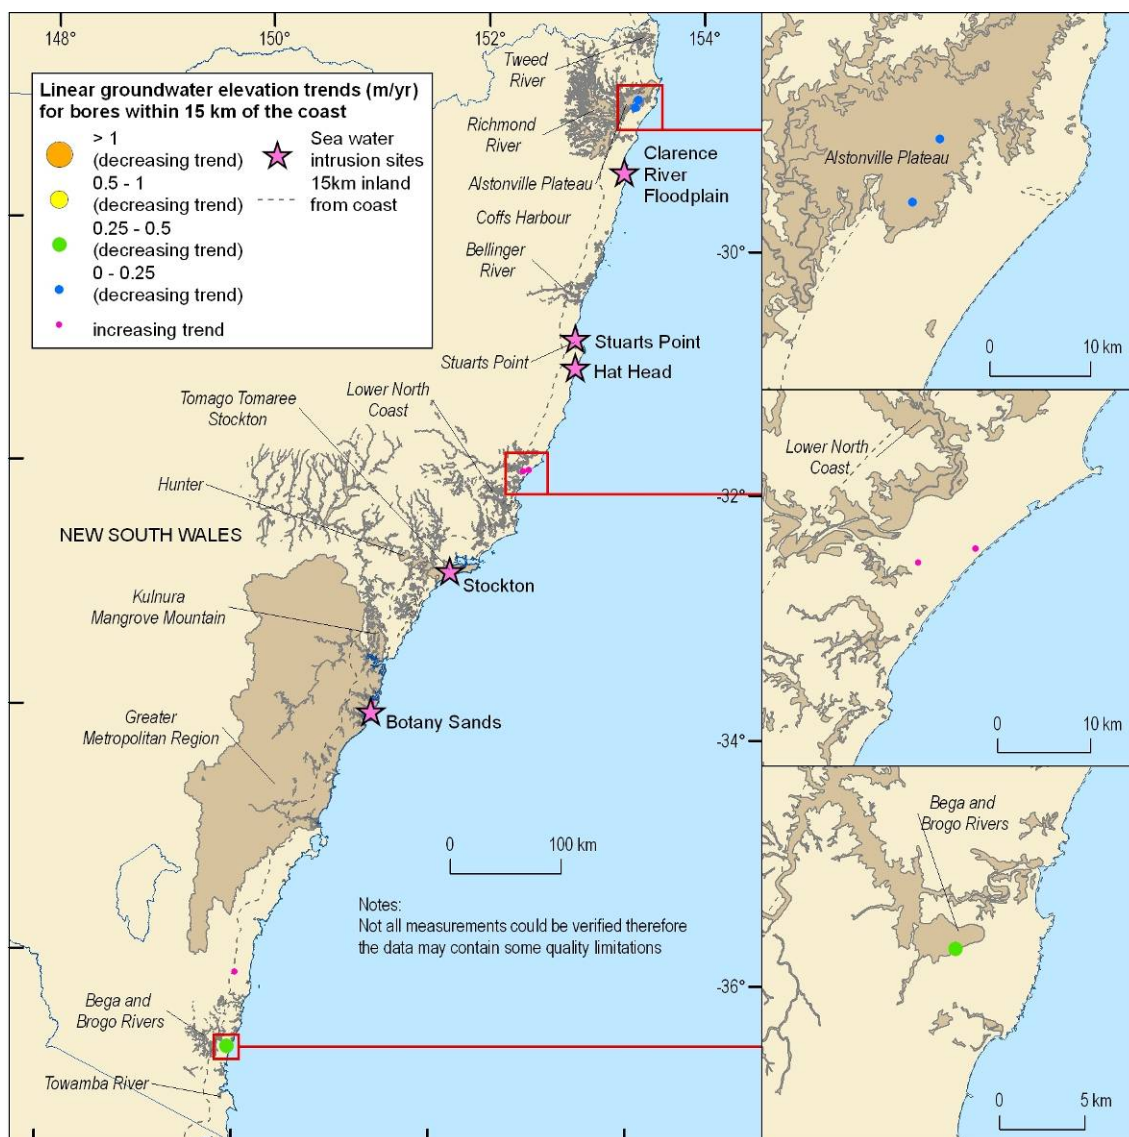 148°
150°
152°
154°
Linear groundwater elevation trends (m/yr)
for bores within 15 km of the coast
> 1
(decreasing trend)
0.5 - 1
(decreasing trend)
0.25 - 0.5
(decreasing trend)
0 - 0.25
(decreasing trend)
increasing trend
Sea water
intrusion sites
15km inland
from coast
Tweed
River
Richmond
River
Alstonville Plateau
Clarence
River
Floodplain
Coffs Harbour
Bellinger
River
-30°
Stuarts Point
Stuarts Point
Hat Head
Tomago Tomaree
Stockton
Lower North
Coast
Hunter
-32°
NEW SOUTH WALES
Stockton
Kulnura
Mangrove Mountain
Botany Sands
Greater
Metropolitan Region
-34°
0 100 km
Notes:
Not all measurements could be verified therefore
the data may contain some quality limitations
-36°
Bega and
Brogo Rivers
Towamba River
Alstonville Plateau
0 10 km
Lower North
Coast
0 10 km
Bega and
Brogo Rivers
0 5 km